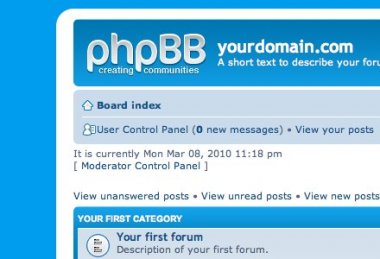 phpBB
creating communities
yourdomain.com
A short text to describe your foru
Board index
User Control Panel (0 new messages) • View your posts
It is currently Mon Mar 08, 2010 11:18 pm
[ Moderator Control Panel ]
View unanswered posts • View unread posts • View new posts
YOUR FIRST CATEGORY
Your first forum
Description of your first forum.